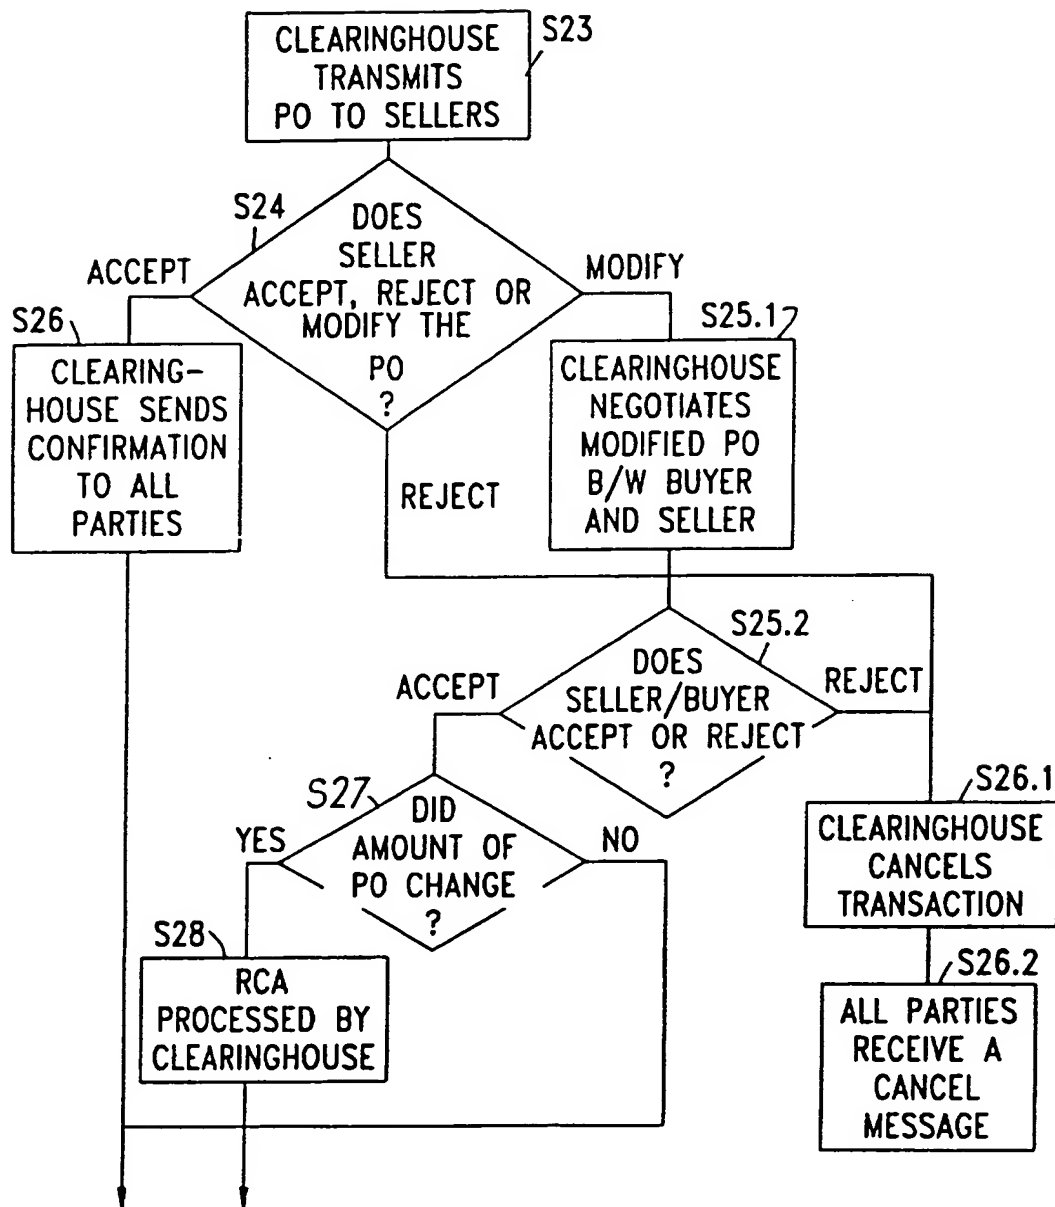 CLEARINGHOUSE
TRANSMITS
PO TO SELLERS
S23
S24
DOES
SELLER
ACCEPT, REJECT OR
MODIFY THE
PO
?
ACCEPT
MODIFY
REJECT
S26
CLEARING-
HOUSE SENDS
CONFIRMATION
TO ALL
PARTIES
S25.1
CLEARINGHOUSE
NEGOTIATES
MODIFIED PO
B/W BUYER
AND SELLER
S25.2
DOES
SELLER/BUYER
ACCEPT OR REJECT
?
ACCEPT
REJECT
S27
DID
AMOUNT OF
PO CHANGE
?
YES
NO
S28
RCA
PROCESSED BY
CLEARINGHOUSE
S26.1
CLEARINGHOUSE
CANCELS
TRANSACTION
S26.2
ALL PARTIES
RECEIVE A
CANCEL
MESSAGE